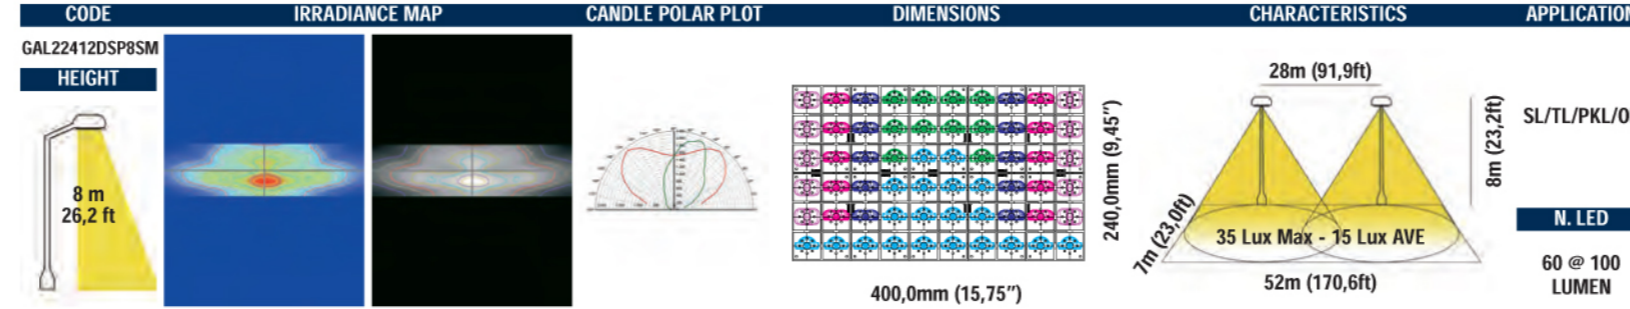 CODE
IRRADIANCE MAP
CANDLE POLAR PLOT
DIMENSIONS
CHARACTERISTICS
APPLICATION
GAL22412DSP8SM
HEIGHT
8 m
26,2 ft
400,0mm (15,75”)
240,0mm (9,45”)
28m (91,9ft)
8m (23,2ft)
7m (23,0ft)
35 Lux Max - 15 Lux AVE
52m (170,6ft)
SL/TL/PKL/O
N. LED
60 @ 100
LUMEN